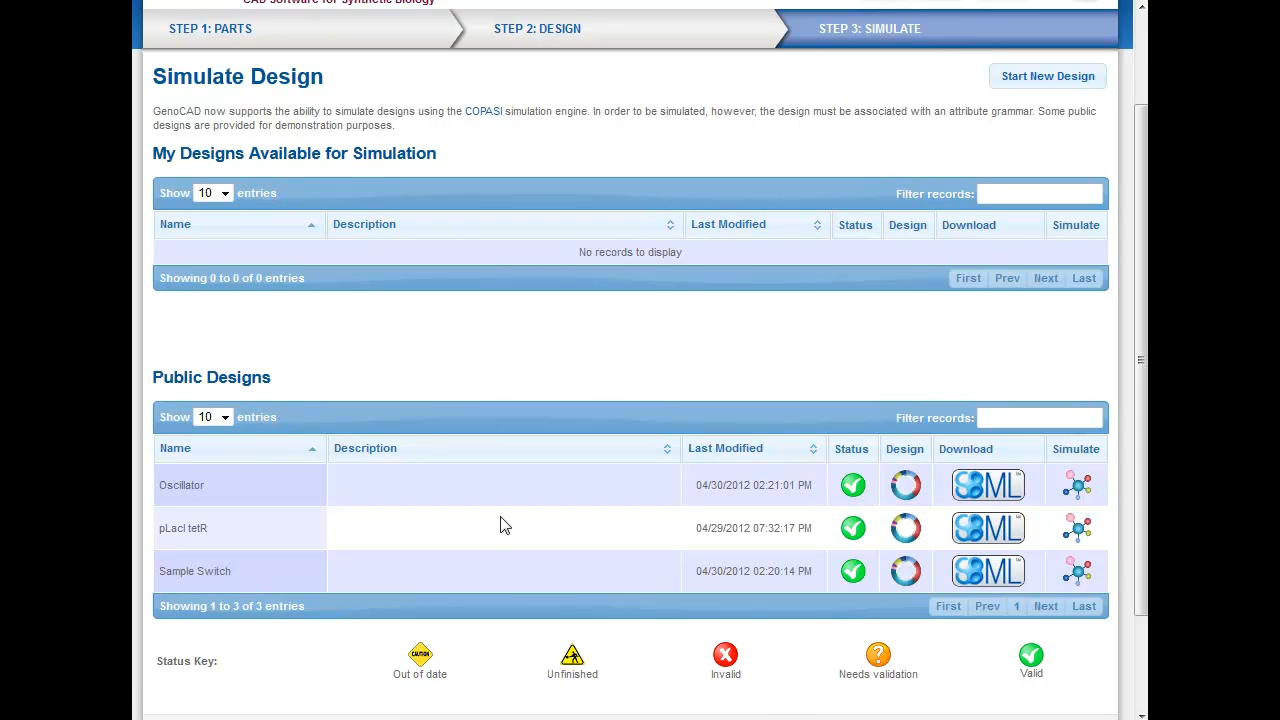 CAD Software for Synthetic Biology
STEP 1: PARTS
STEP 2: DESIGN
STEP 3: SIMULATE
Simulate Design
Start New Design
GenoCAD now supports the ability to simulate designs using the COPASI simulation engine. In order to be simulated, however, the design must be associated with an attribute grammar. Some public
designs are provided for demonstration purposes.
My Designs Available for Simulation
Show 10 entries
Filter records:
Name Description Last Modified Status Design Download Simulate
No records to display
Showing 0 to 0 of 0 entries
First Prev Next Last
Public Designs
Show 10 entries
Filter records:
Name Description Last Modified Status Design Download Simulate
Oscillator 04/30/2012 02:21:01 PM SBML
pLacI tetR 04/29/2012 07:32:17 PM SBML
Sample Switch 04/30/2012 02:20:14 PM SBML
Showing 1 to 3 of 3 entries
First Prev 1 Next Last
Status Key:
CAUTION
Out of date
Unfinished
Invalid
Needs validation
Valid